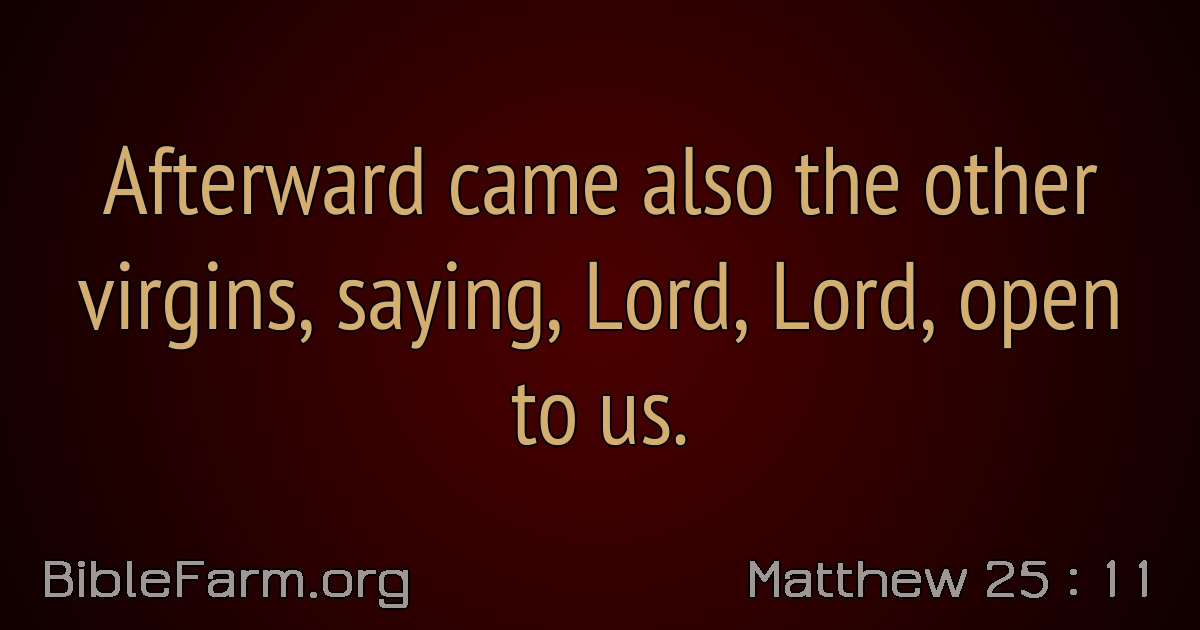 Afterward came also the other
virgins, saying, Lord, Lord, open
to us.
BibleFarm.org
Matthew 25 : 11